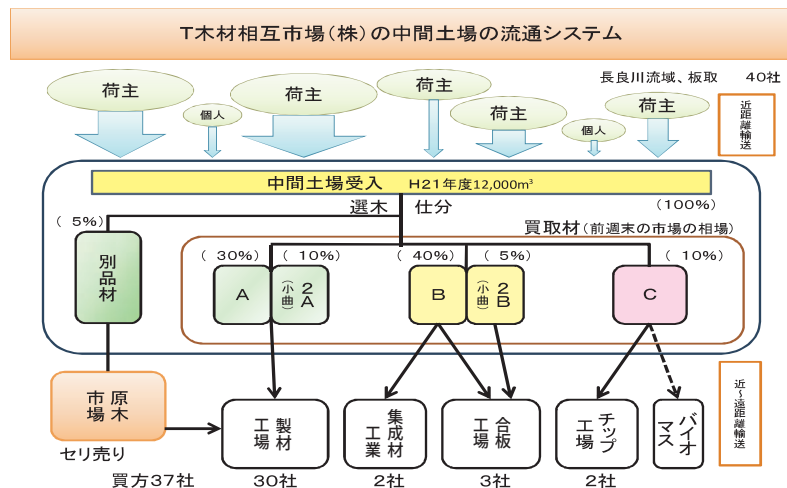 T木材相互市場(株)の中間土場の流通システム
長良川流域、板取 40社
荷主
個人
荷主
荷主
荷主
個人
荷主
近距離輸送
中間土場受入 H21年度12,000m³
選木 仕分
(100%)
( 5%)
買取材(前週末の市場の相場)
( 30%)
( 10%)
( 40%)
( 5%)
( 10%)
別品材
A
2A
(小曲)
B
2B
(小曲)
C
原木
市場
セリ売り
製材
工場
集成材
工業
合板
工場
チップ
工場
バイオ
マス
近~遠距離輸送
買方37社
30社
2社
3社
2社